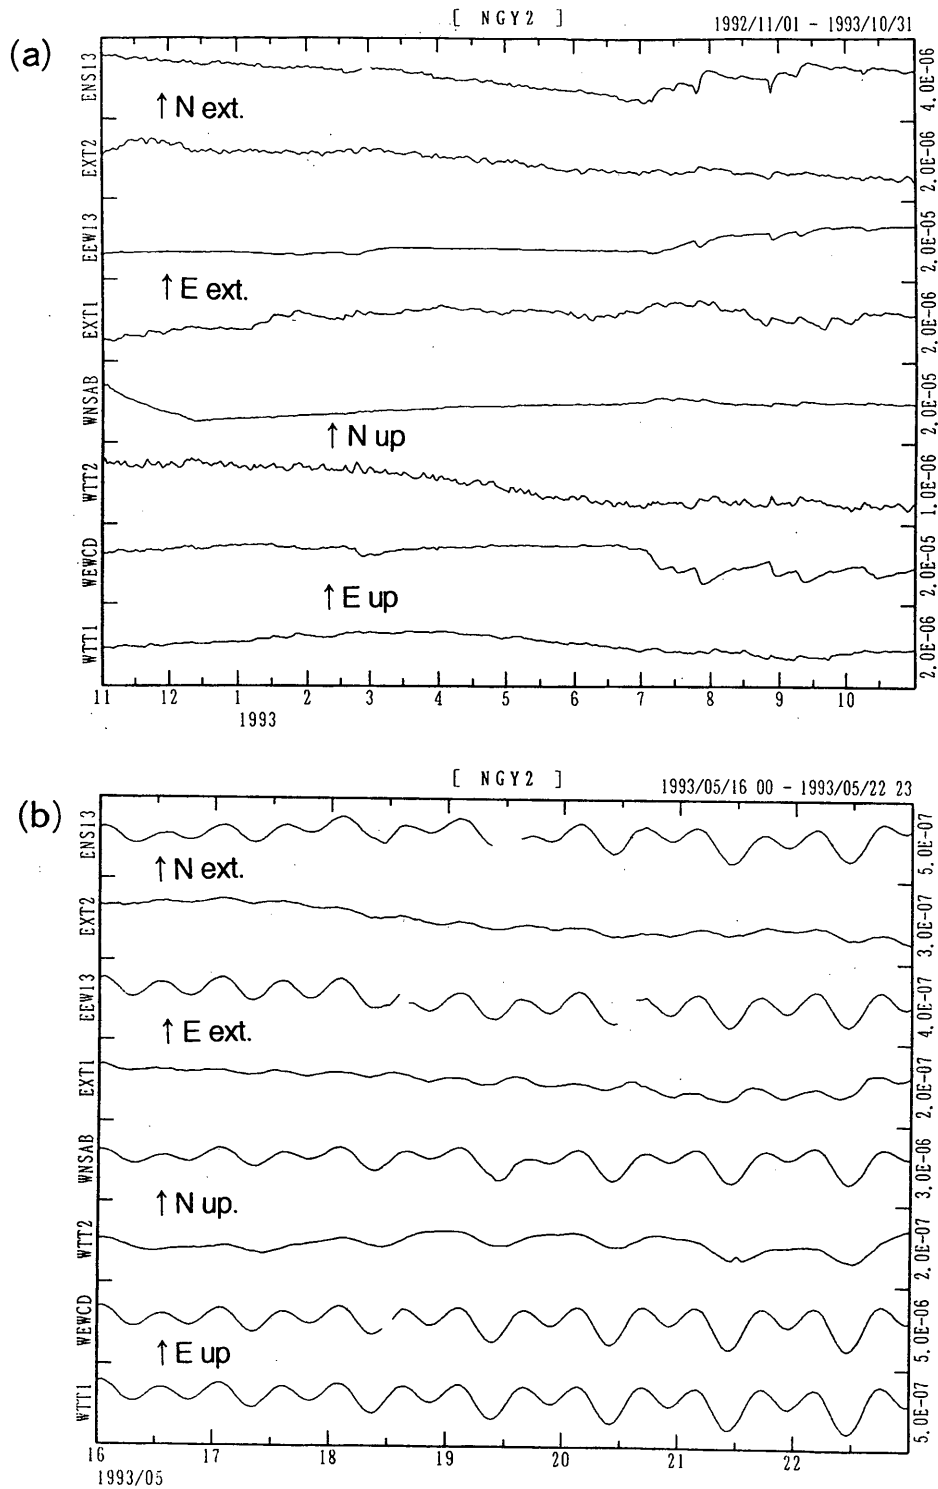 [ NGY2 ]
1992/11/01 - 1993/10/31
(a)
ENS13
4.0E-06
↑ N ext.
EXT2
2.0E-06
EEW13
2.0E-05
↑ E ext.
EXT1
2.0E-06
WNSAB
2.0E-05
↑ N up
WTT2
1.0E-06
WEWCD
2.0E-05
↑ E up
WTT1
2.0E-06
11 12 1 2 3 4 5 6 7 8 9 10
1993
[ NGY2 ]
1993/05/16 00 - 1993/05/22 23
(b)
ENS13
5.0E-07
↑ N ext.
EXT2
3.0E-07
EEW13
4.0E-07
↑ E ext.
EXT1
2.0E-07
WNSAB
3.0E-06
↑ N up.
WTT2
2.0E-07
WEWCD
5.0E-06
↑ E up
WTT1
5.0E-07
16 17 18 19 20 21 22
1993/05